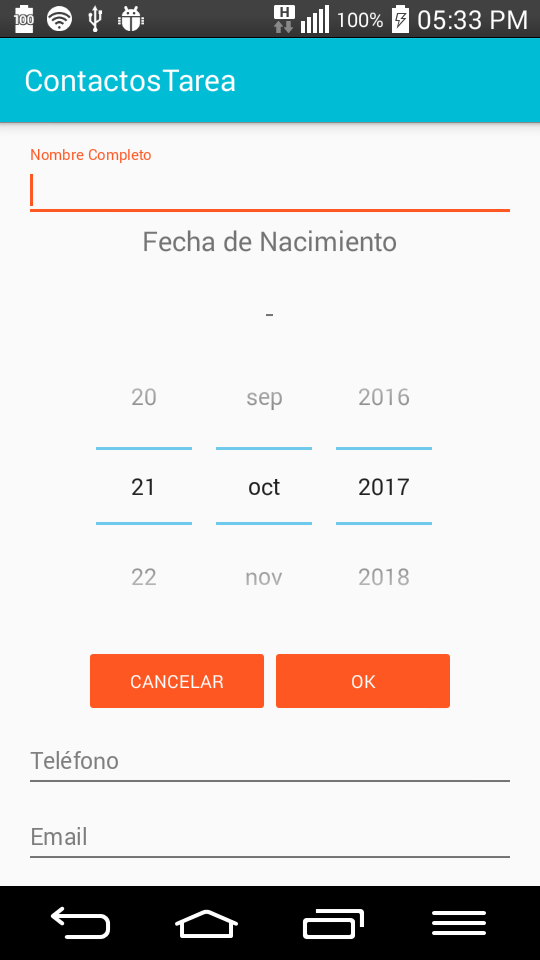 100 H 100% 05:33 PM
ContactosTarea
Nombre Completo
Fecha de Nacimiento
-
20 sep 2016
21 oct 2017
22 nov 2018
CANCELAR OK
Teléfono
Email